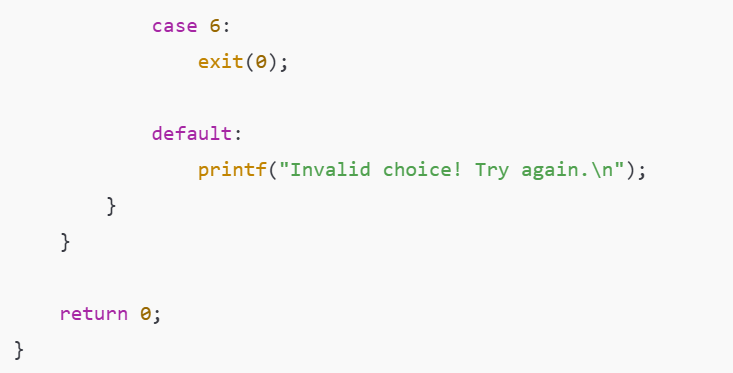 case 6:
                exit(0);

            default:
                printf("Invalid choice! Try again.\n");
        }
    }

    return 0;
}